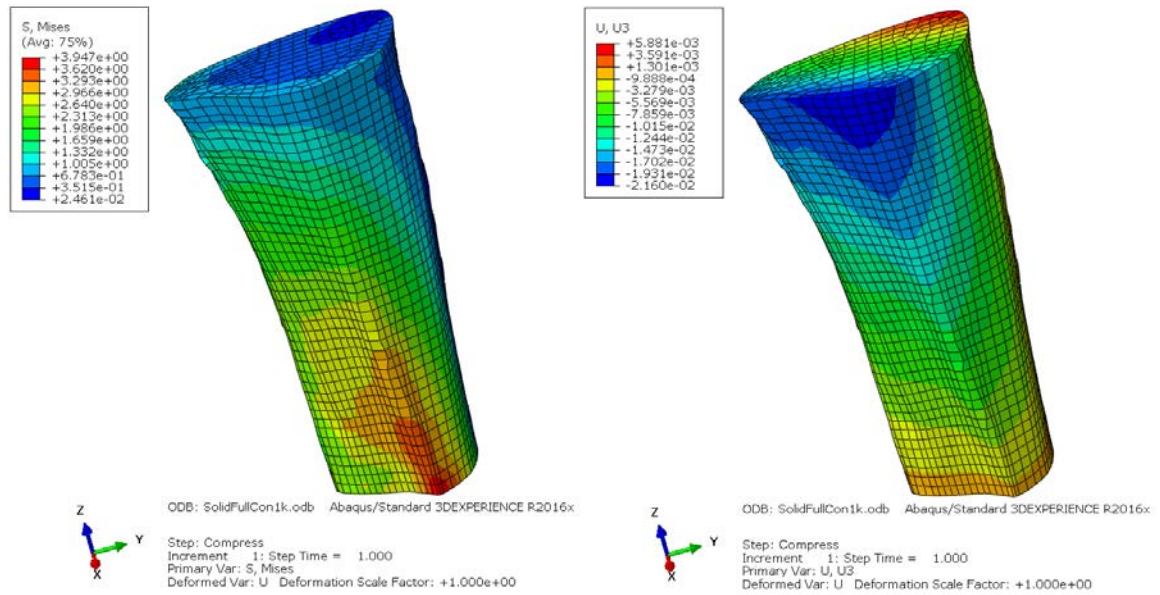 S, Mises
(Avg: 75%)
+3.947e+00
+3.620e+00
+3.293e+00
+2.966e+00
+2.640e+00
+2.313e+00
+1.986e+00
+1.659e+00
+1.332e+00
+1.005e+00
+6.783e-01
+3.515e-01
+2.461e-02
Z
Y
X
ODB: SolidFullCon1k.odb Abaqus/Standard 3DEXPERIENCE R2016x
Step: Compress
Increment 1: Step Time = 1.000
Primary Var: S, Mises
Deformed Var: U Deformation Scale Factor: +1.000e+00
U, U3
+5.881e-03
+3.591e-03
+1.301e-03
-9.888e-04
-3.279e-03
-5.569e-03
-7.859e-03
-1.015e-02
-1.244e-02
-1.473e-02
-1.702e-02
-1.931e-02
-2.160e-02
Z
Y
X
ODB: SolidFullCon1k.odb Abaqus/Standard 3DEXPERIENCE R2016x
Step: Compress
Increment 1: Step Time = 1.000
Primary Var: U, U3
Deformed Var: U Deformation Scale Factor: +1.000e+00